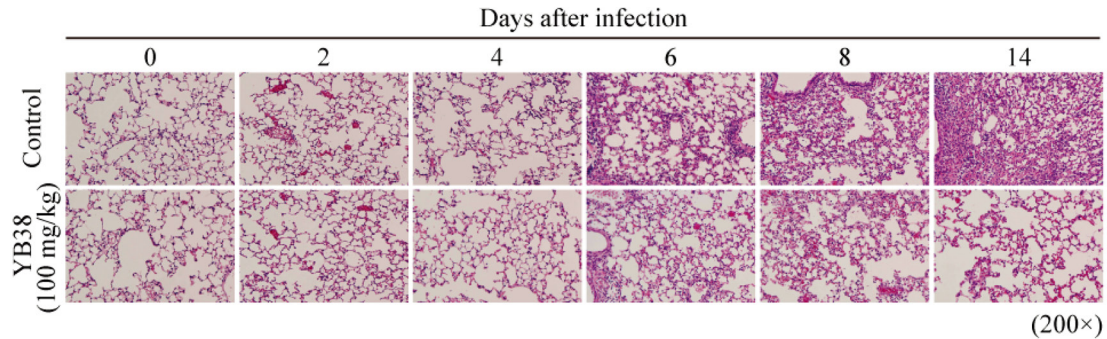 Days after infection
0 2 4 6 8 14
Control
YB38
(100 mg/kg)
(200×)